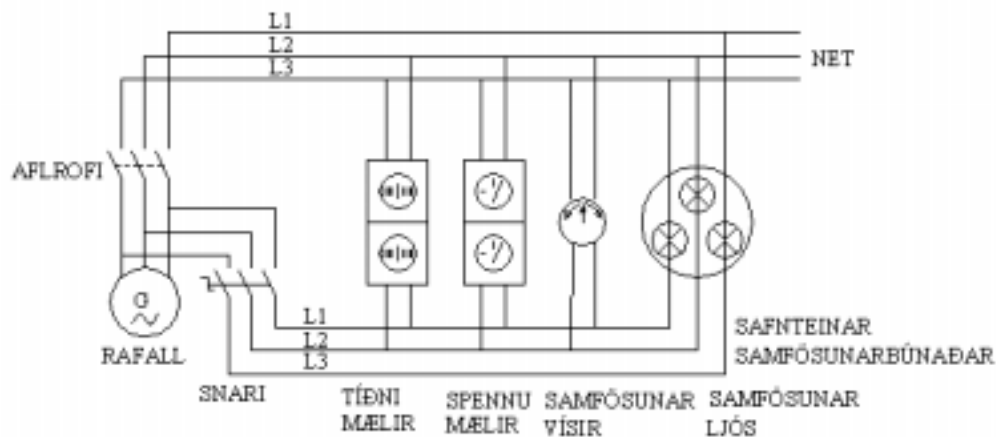 L1
L2
L3
NET
AFLROFI
G
RAFALL
SNARI
L1
L2
L3
TÍÐNI
MÆLIR
SPENNU
MÆLIR
SAMFÖSUNAR
VÍSIR
SAMFÖSUNAR
LJÓS
SAFNTEINAR
SAMFÖSUNARBÚNAÐAR